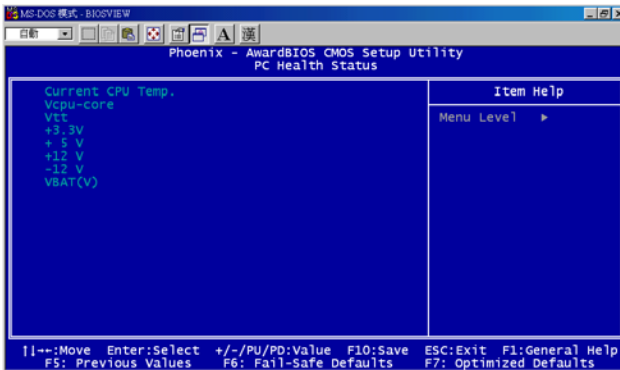 MS-DOS 模式 - BIOSVIEW
自動
A 漢
Phoenix - AwardBIOS CMOS Setup Utility
PC Health Status
Current CPU Temp.
Vcpu-core
Vtt
+3.3V
+ 5 V
+12 V
-12 V
VBAT(V)
Item Help
Menu Level ▶
↑↓→←:Move Enter:Select +/-/PU/PD:Value F10:Save ESC:Exit F1:General Help
F5: Previous Values F6: Fail-Safe Defaults F7: Optimized Defaults